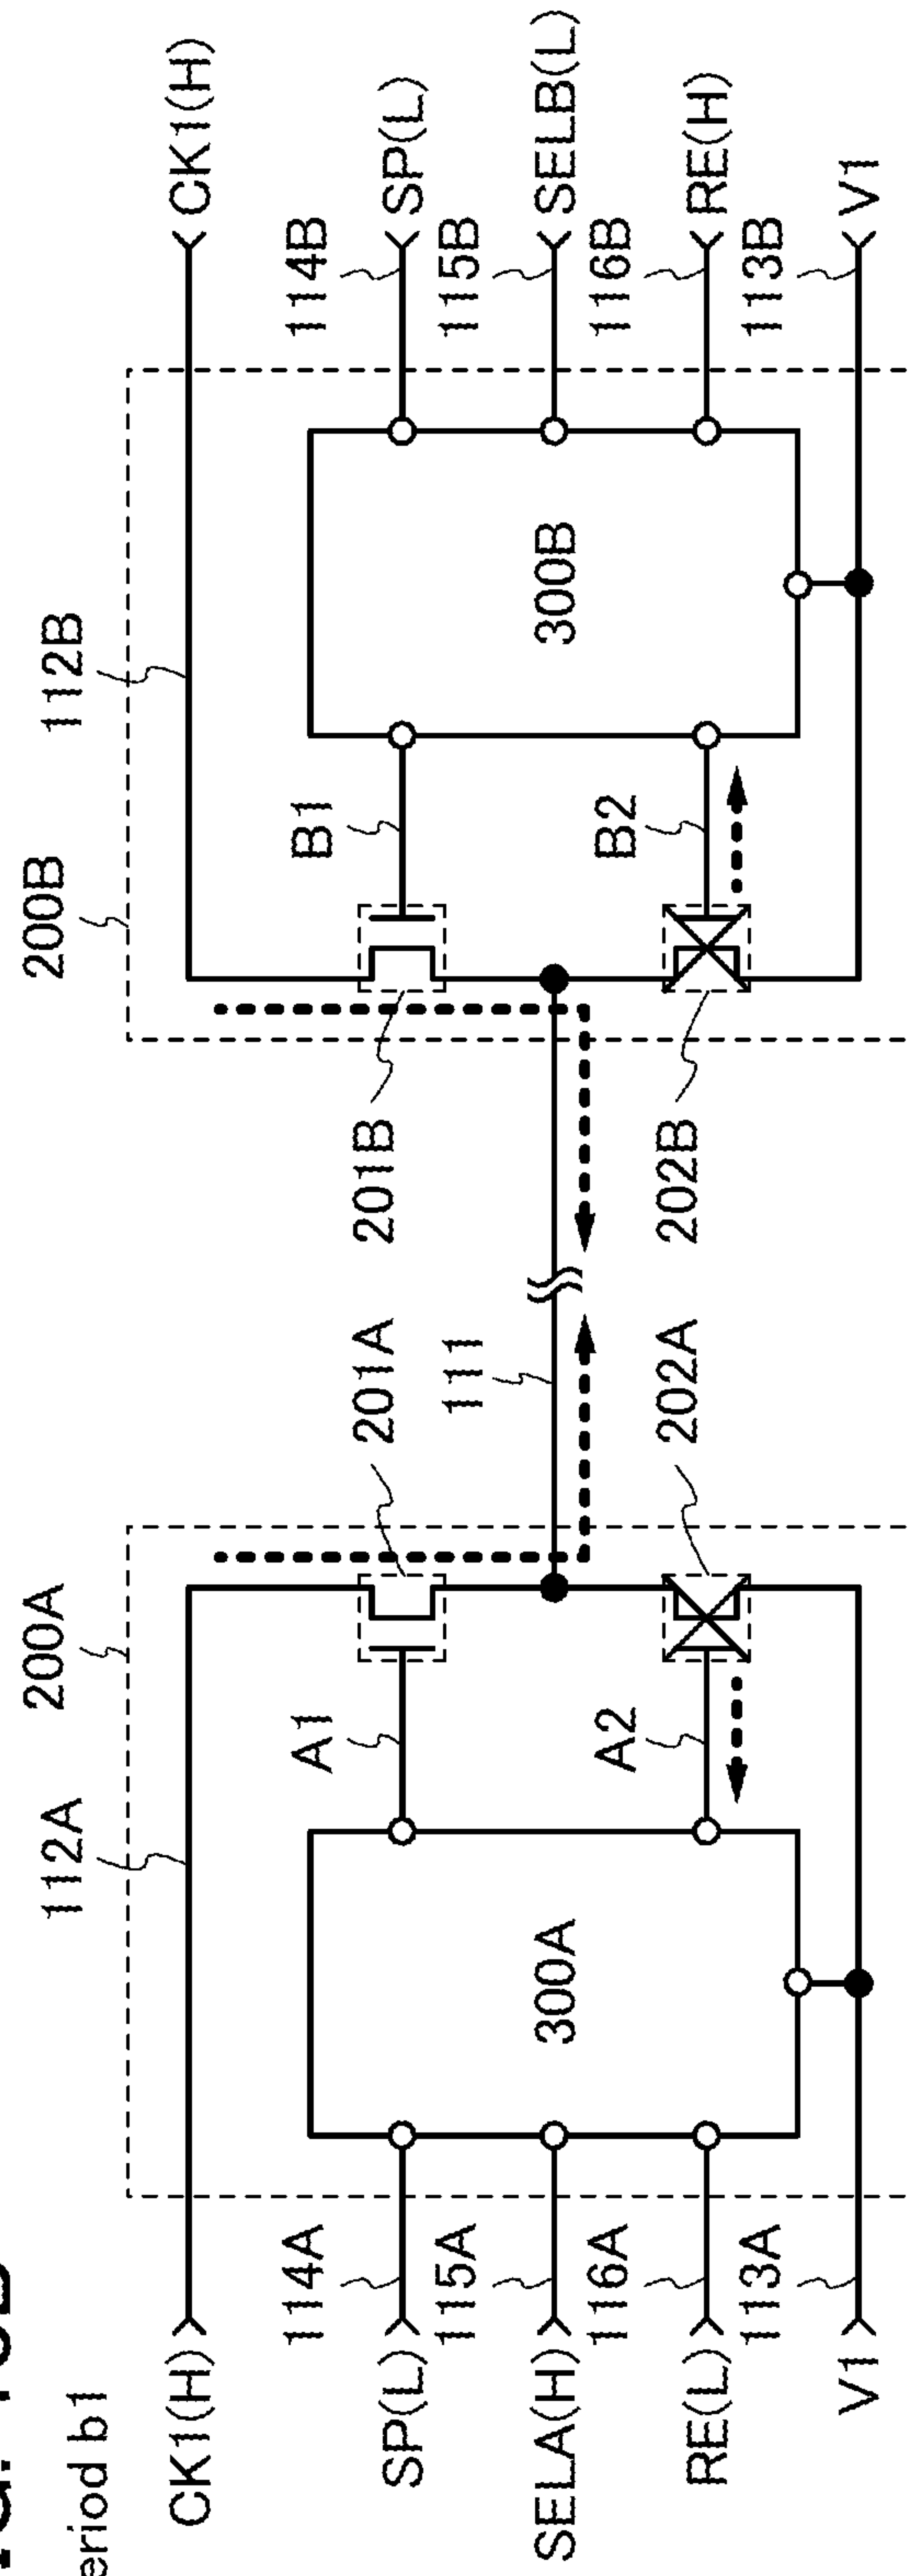 eriod b1
200A
200B
112A
112B
CK1(H)
CK1(H)
114A
A1
B1
114B
201A
201B
SP(L)
SP(L)
115A
111
115B
SELA(H)
300A
300B
SELB(L)
116A
A2
B2
116B
202A
202B
RE(L)
RE(H)
113A
113B
V1
V1